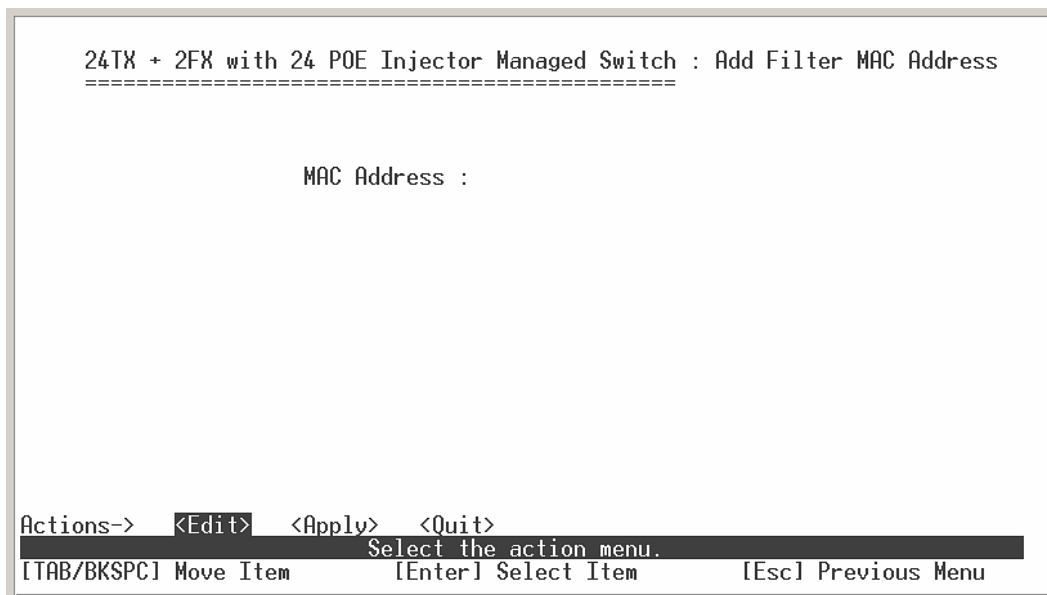 24TX + 2FX with 24 POE Injector Managed Switch : Add Filter MAC Address
==============================================
MAC Address :
Actions-> <Edit> <Apply> <Quit>
Select the action menu.
[TAB/BKSPC] Move Item [Enter] Select Item [Esc] Previous Menu